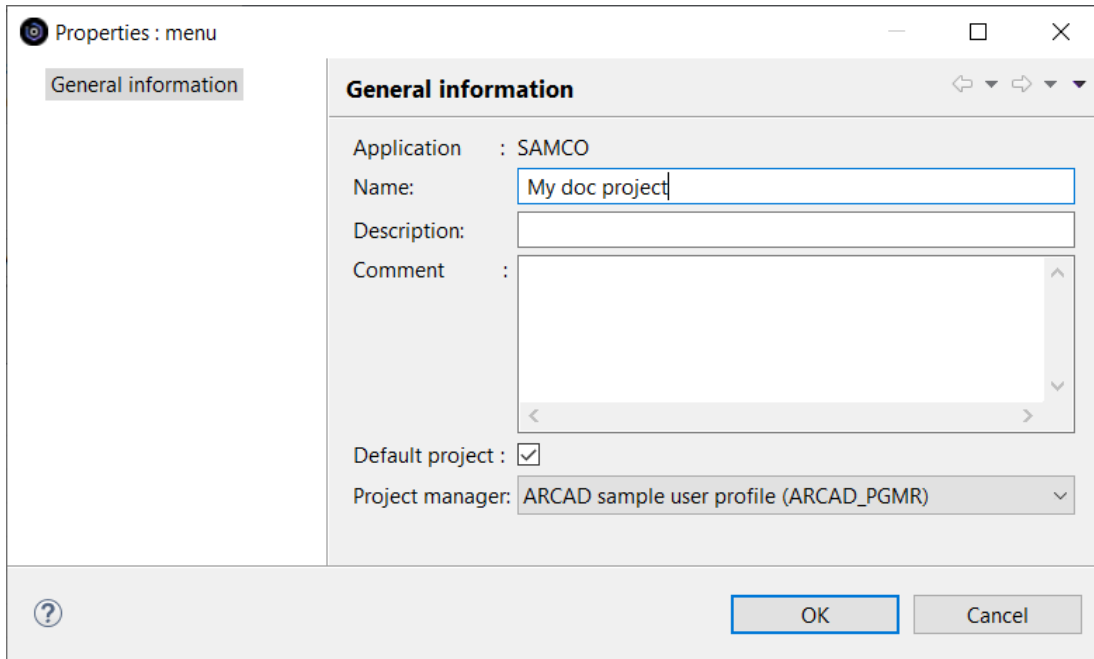 Properties : menu
General information
General information
Application : SAMCO
Name: My doc project
Description:
Comment :
Default project :
Project manager: ARCAD sample user profile (ARCAD_PGMR)
? OK Cancel